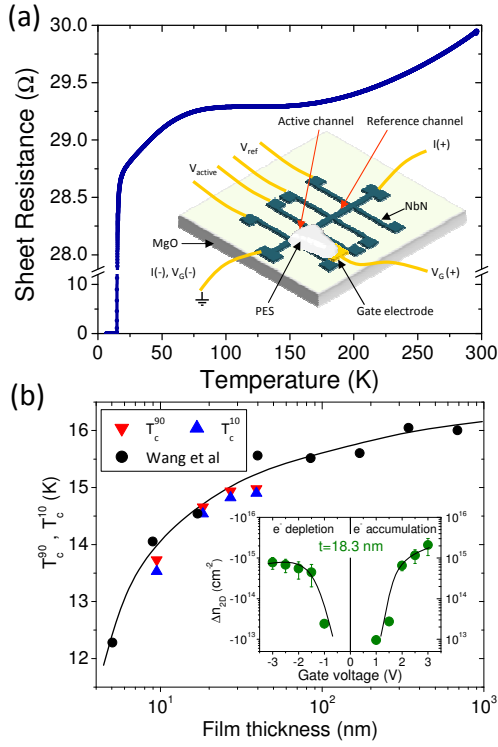 (a)
30.0
29.5
29.0
28.5
28.0
10
0
Sheet Resistance (Ω)
0 50 100 150 200 250 300
Temperature (K)
Active channel
Reference channel
V_ref
I(+)
V_active
NbN
MgO
I(-), V_G(-)
V_G(+)
PES
Gate electrode
(b)
T_c^90 T_c^10
Wang et al
16
15
14
13
12
T_c^90 , T_c^10 (K)
10^1 10^2 10^3
Film thickness (nm)
e^- depletion e^- accumulation
t=18.3 nm
-10^16 10^16
-10^15 10^15
-10^14 10^14
-10^13 10^13
Δn_2D (cm^-2)
-3 -2 -1 0 1 2 3
Gate voltage (V)